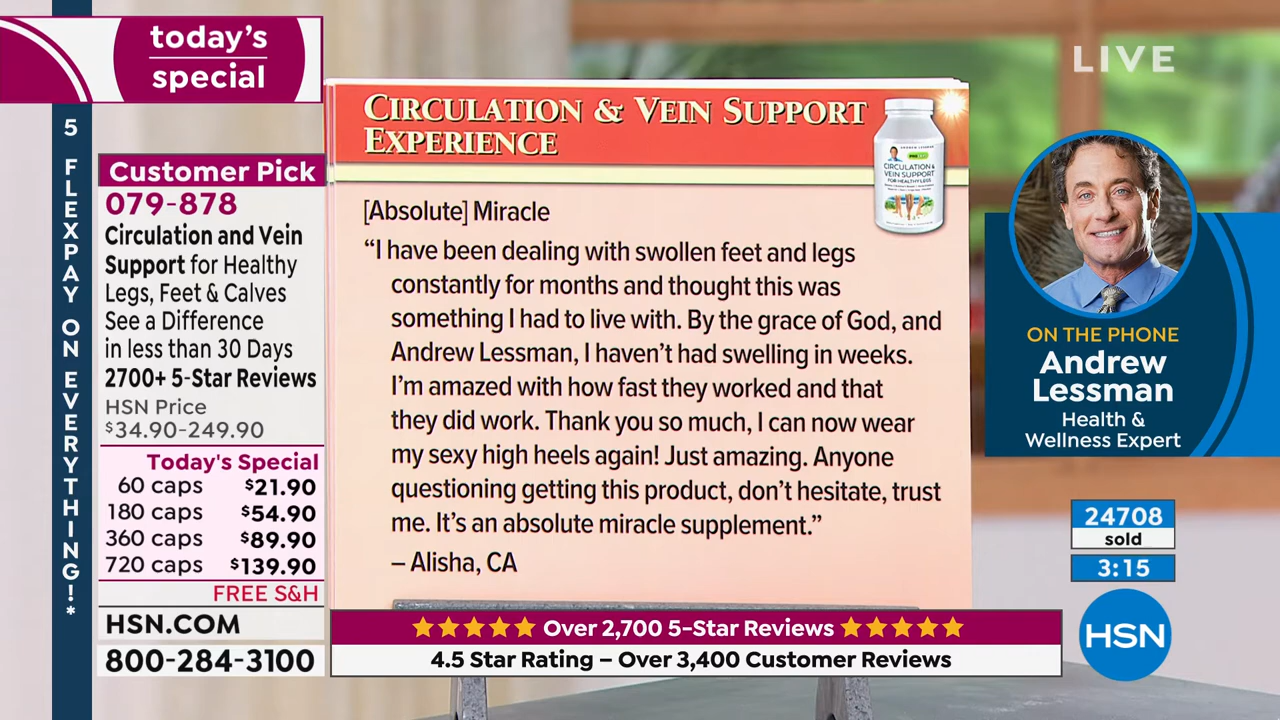 today's
special
LIVE
5 FLEXPAY ON EVERYTHING!*
Customer Pick
079-878
Circulation and Vein
Support for Healthy
Legs, Feet & Calves
See a Difference
in less than 30 Days
2700+ 5-Star Reviews
HSN Price
$34.90-249.90
Today's Special
60 caps $21.90
180 caps $54.90
360 caps $89.90
720 caps $139.90
FREE S&H
HSN.COM
800-284-3100
CIRCULATION & VEIN SUPPORT
EXPERIENCE
ANDREW LESSMAN
CIRCULATION &
VEIN SUPPORT
FOR HEALTHY LEGS
[Absolute] Miracle
“I have been dealing with swollen feet and legs
constantly for months and thought this was
something I had to live with. By the grace of God, and
Andrew Lessman, I haven't had swelling in weeks.
I'm amazed with how fast they worked and that
they did work. Thank you so much, I can now wear
my sexy high heels again! Just amazing. Anyone
questioning getting this product, don't hesitate, trust
me. It's an absolute miracle supplement.”
– Alisha, CA
Over 2,700 5-Star Reviews
4.5 Star Rating – Over 3,400 Customer Reviews
ON THE PHONE
Andrew
Lessman
Health &
Wellness Expert
24708
sold
3:15
HSN